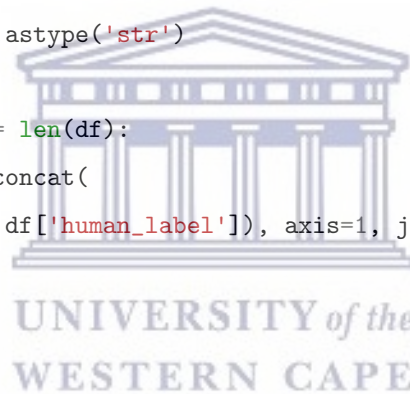 astype('str')
= len(df):
concat(
df['human_label']), axis=1, j
UNIVERSITY of the
WESTERN CAPE